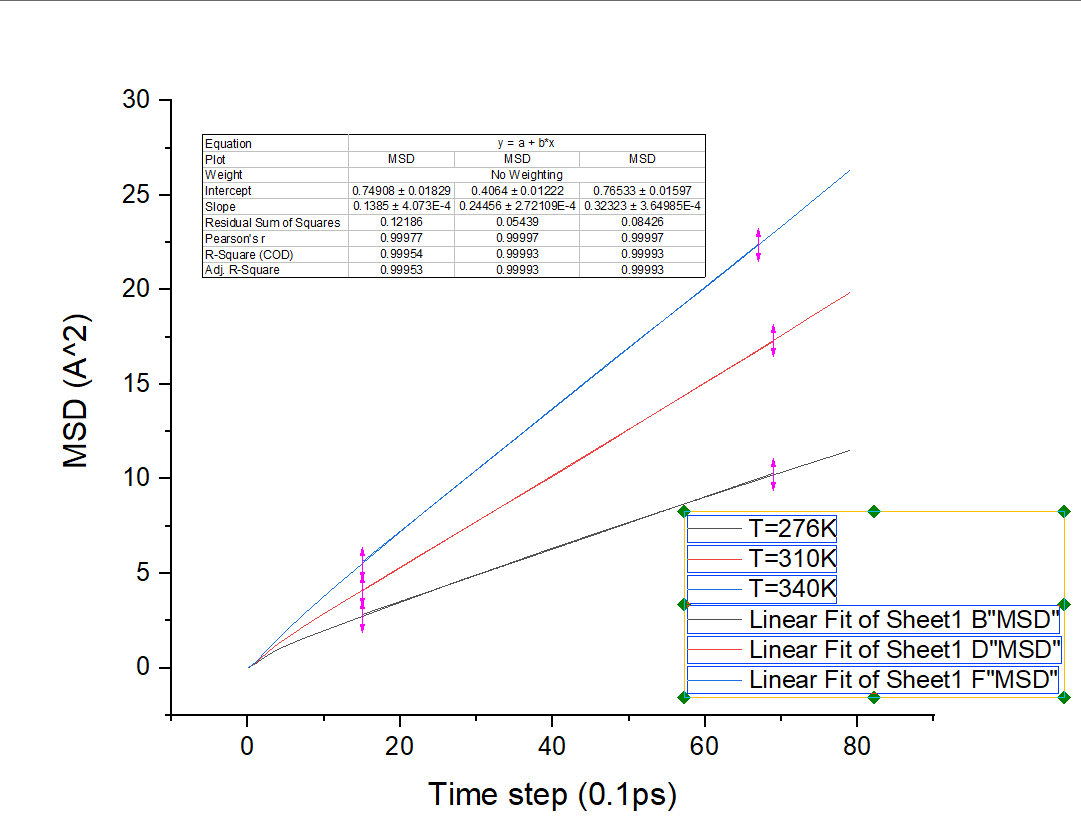 30
25
20
15
10
5
0
MSD (A^2)
Equation y = a + b*x
Plot MSD MSD MSD
Weight No Weighting
Intercept 0.74908 ± 0.01829 0.4064 ± 0.01222 0.76533 ± 0.01597
Slope 0.1385 ± 4.073E-4 0.24456 ± 2.72109E-4 0.32323 ± 3.64985E-4
Residual Sum of Squares 0.12186 0.05439 0.08426
Pearson's r 0.99977 0.99997 0.99997
R-Square (COD) 0.99954 0.99993 0.99993
Adj. R-Square 0.99953 0.99993 0.99993
T=276K
T=310K
T=340K
Linear Fit of Sheet1 B"MSD"
Linear Fit of Sheet1 D"MSD"
Linear Fit of Sheet1 F"MSD"
0 20 40 60 80
Time step (0.1ps)